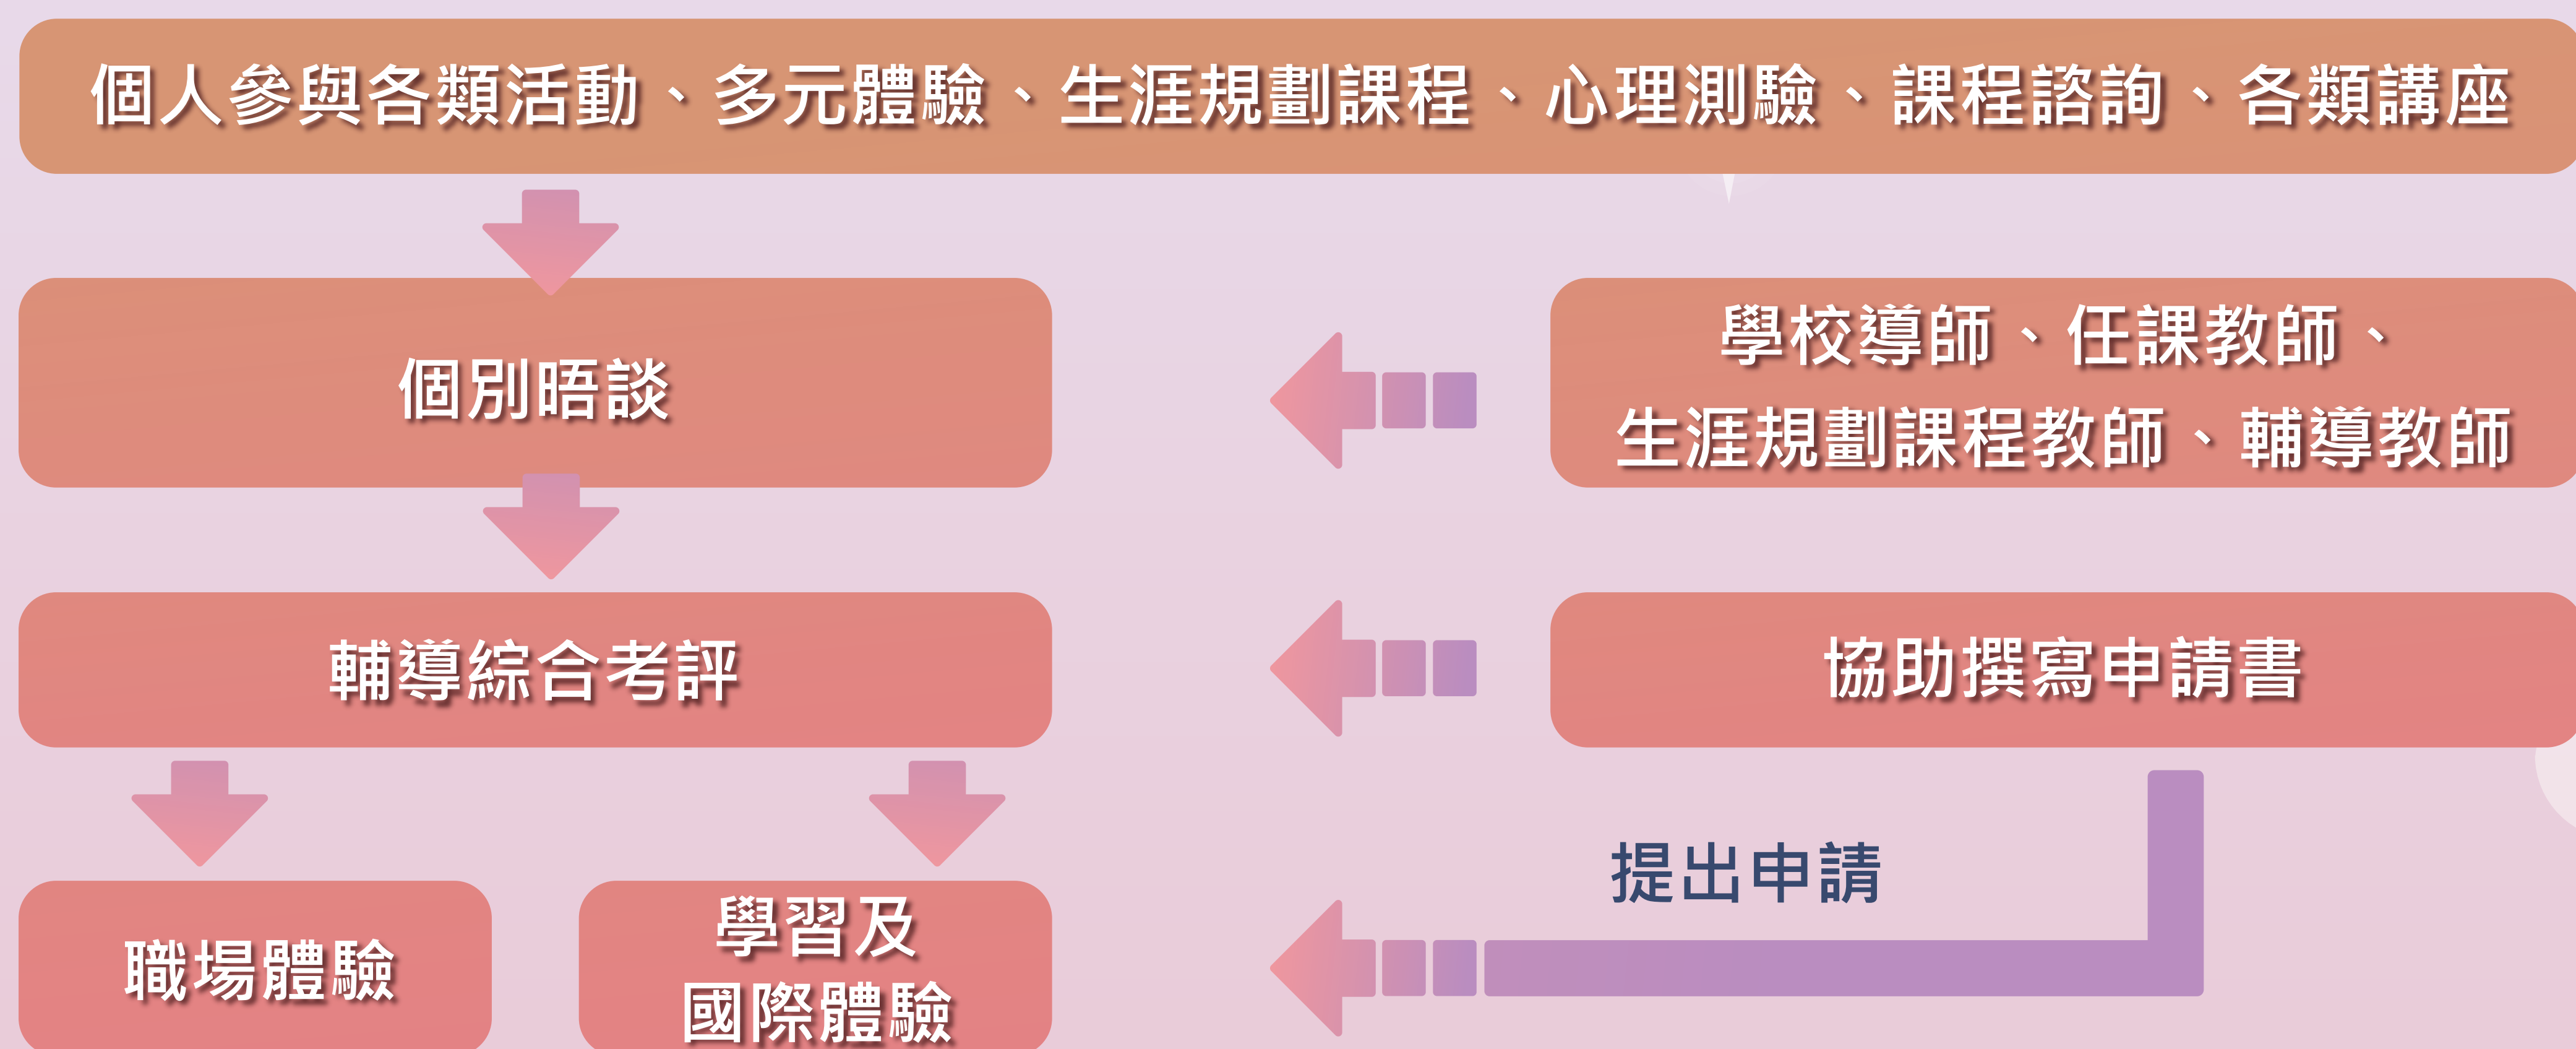 個人參與各類活動、多元體驗、生涯規劃課程、心理測驗、課程諮詢、各類講座
個別晤談
學校導師、任課教師、
生涯規劃課程教師、輔導教師
輔導綜合考評
協助撰寫申請書
提出申請
職場體驗
學習及
國際體驗